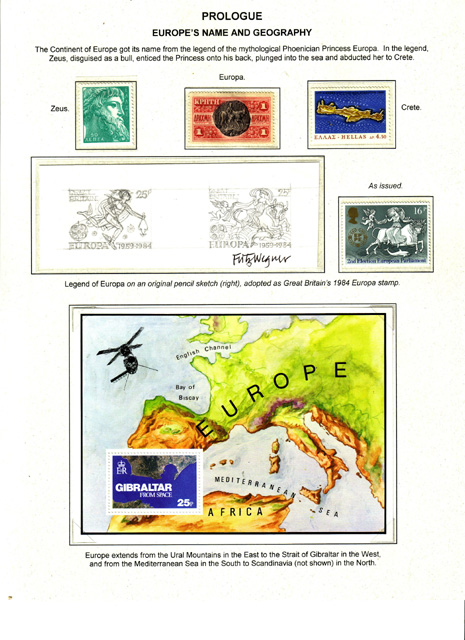 PROLOGUE
EUROPE'S NAME AND GEOGRAPHY
The Continent of Europe got its name from the legend of the mythological Phoenician Princess Europa. In the legend,
Zeus, disguised as a bull, enticed the Princess onto his back, plunged into the sea and abducted her to Crete.
Europa.
Zeus.
Crete.
ΚΡΗΤΗ
1 1
ΔΡΑΧΜΗ ΔΡΑΧΜΗ
ΕΛΛΑΣ-HELLAS 4.50
As issued.
25P
EUROPA 1959-1984
EUROPA 1959-1984
Fritz Wegner
16P
2nd Election European Parliament
Legend of Europa on an original pencil sketch (right), adopted as Great Britain's 1984 Europa stamp.
English Channel
Bay of
Biscay
EUROPE
MEDITERRANEAN SEA
AFRICA
E R
GIBRALTAR
FROM SPACE
25P
Europe extends from the Ural Mountains in the East to the Strait of Gibraltar in the West,
and from the Mediterranean Sea in the South to Scandinavia (not shown) in the North.